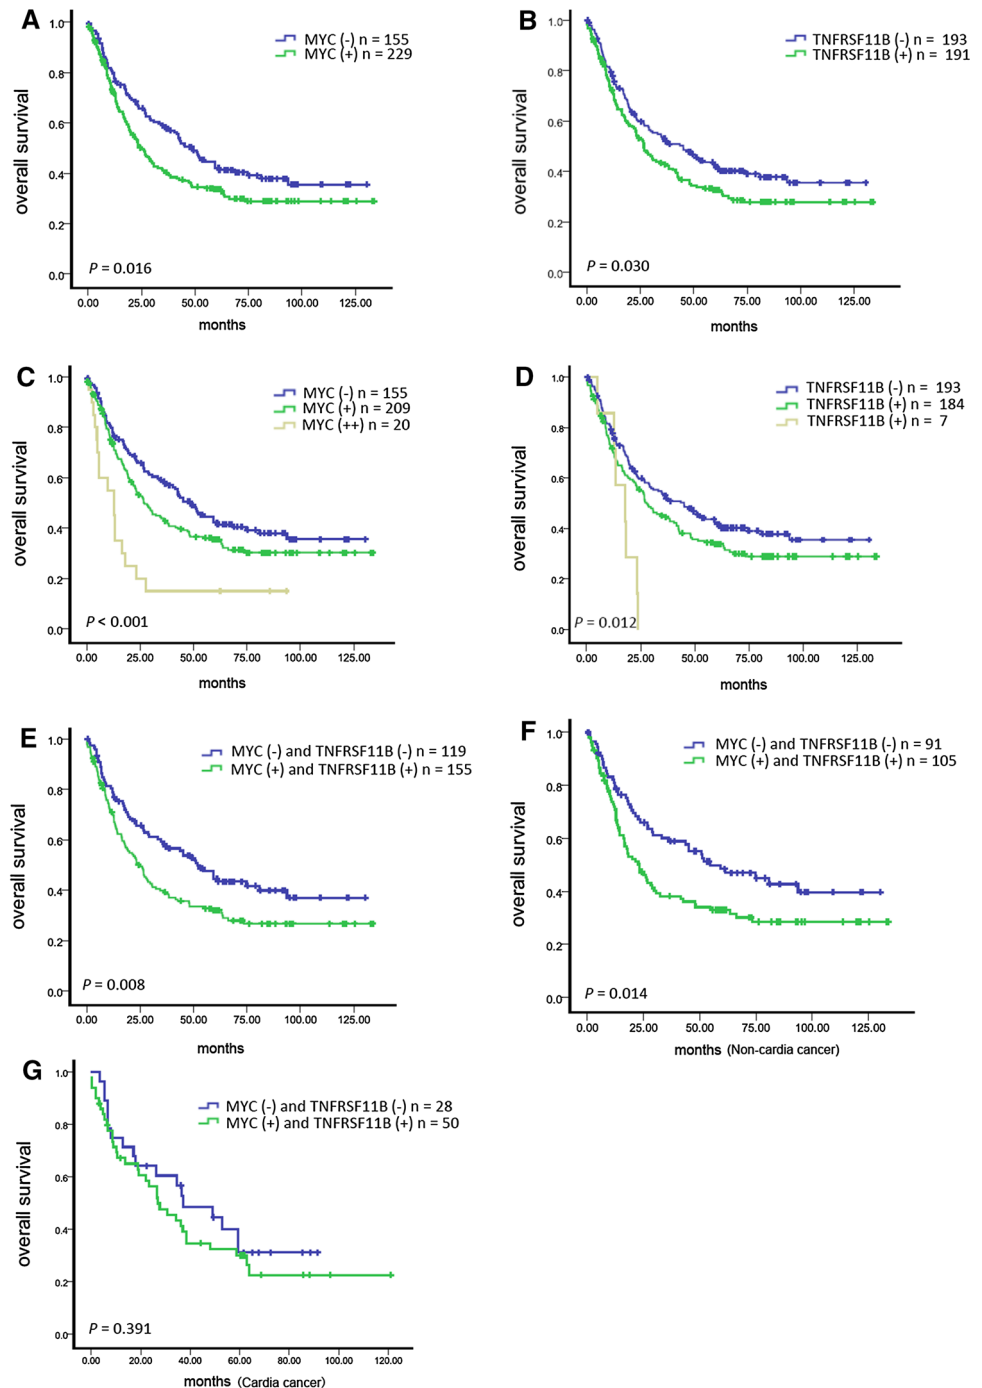 A
overall survival
1.0
0.8
0.6
0.4
0.2
0.0
MYC (-) n = 155
MYC (+) n = 229
P = 0.016
0.00 25.00 50.00 75.00 100.00 125.00
months
B
overall survival
1.0
0.8
0.6
0.4
0.2
0.0
TNFRSF11B (-) n = 193
TNFRSF11B (+) n = 191
P = 0.030
0.00 25.00 50.00 75.00 100.00 125.00
months
C
overall survival
1.0
0.8
0.6
0.4
0.2
0.0
MYC (-) n = 155
MYC (+) n = 209
MYC (++) n = 20
P < 0.001
0.00 25.00 50.00 75.00 100.00 125.00
months
D
overall survival
1.0
0.8
0.6
0.4
0.2
0.0
TNFRSF11B (-) n = 193
TNFRSF11B (+) n = 184
TNFRSF11B (+) n = 7
P = 0.012
0.00 25.00 50.00 75.00 100.00 125.00
months
E
overall survival
1.0
0.8
0.6
0.4
0.2
0.0
MYC (-) and TNFRSF11B (-) n = 119
MYC (+) and TNFRSF11B (+) n = 155
P = 0.008
0.00 25.00 50.00 75.00 100.00 125.00
months
F
overall survival
1.0
0.8
0.6
0.4
0.2
0.0
MYC (-) and TNFRSF11B (-) n = 91
MYC (+) and TNFRSF11B (+) n = 105
P = 0.014
0.00 25.00 50.00 75.00 100.00 125.00
months (Non-cardia cancer)
G
overall survival
1.0
0.8
0.6
0.4
0.2
0.0
MYC (-) and TNFRSF11B (-) n = 28
MYC (+) and TNFRSF11B (+) n = 50
P = 0.391
0.00 20.00 40.00 60.00 80.00 100.00 120.00
months (Cardia cancer)